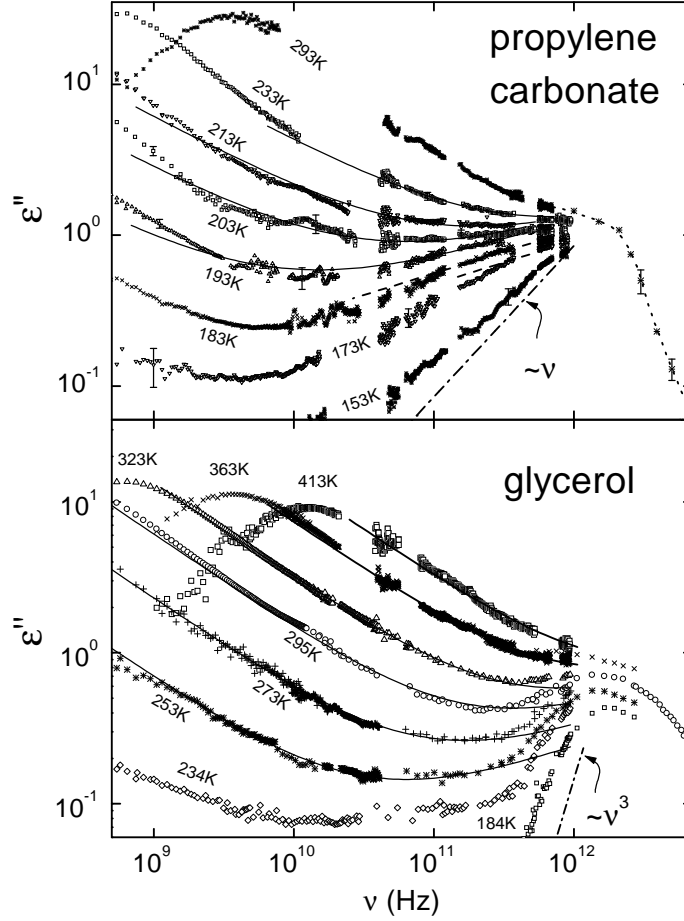 propylene
carbonate
293K
233K
213K
203K
193K
183K
173K
153K
~ν
10¹
10⁰
10⁻¹
ε"
glycerol
323K
363K
413K
295K
273K
253K
234K
184K
~ν³
10¹
10⁰
10⁻¹
ε"
10⁹
10¹⁰
10¹¹
10¹²
ν (Hz)